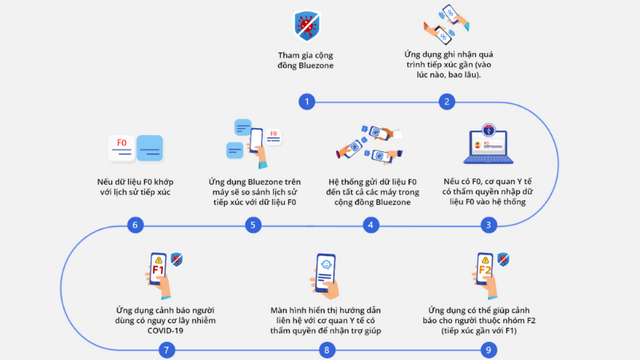 Tham gia cộng
đồng Bluezone
Ứng dụng ghi nhận quá
trình tiếp xúc gần (vào
lúc nào, bao lâu).
1
2
F0
F0
Nếu dữ liệu F0 khớp
với lịch sử tiếp xúc
Ứng dụng Bluezone trên
máy sẽ so sánh lịch sử
tiếp xúc với dữ liệu F0
Hệ thống gửi dữ liệu F0
đến tất cả các máy trong
cộng đồng Bluezone
Nếu có F0, cơ quan Y tế
có thẩm quyền nhập dữ
liệu F0 vào hệ thống
6
5
4
3
F1
F2
Ứng dụng cảnh báo người
dùng có nguy cơ lây nhiễm
COVID-19
Màn hình hiển thị hướng dẫn
liên hệ với cơ quan Y tế có
thẩm quyền để nhận trợ giúp
Ứng dụng có thể giúp cảnh
báo cho người thuộc nhóm F2
(tiếp xúc gần với F1)
7
8
9